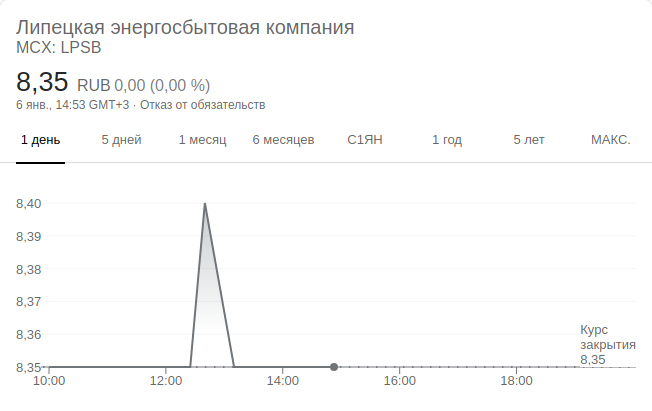 Липецкая энергосбытовая компания
MCX: LPSB
8,35 RUB 0,00 (0,00 %)
6 янв., 14:53 GMT+3 · Отказ от обязательств
1 день 5 дней 1 месяц 6 месяцев С1ЯН 1 год 5 лет МАКС.
8,40
8,39
8,38
8,37
8,36
8,35
Курс
закрытия
8,35
10:00 12:00 14:00 16:00 18:00